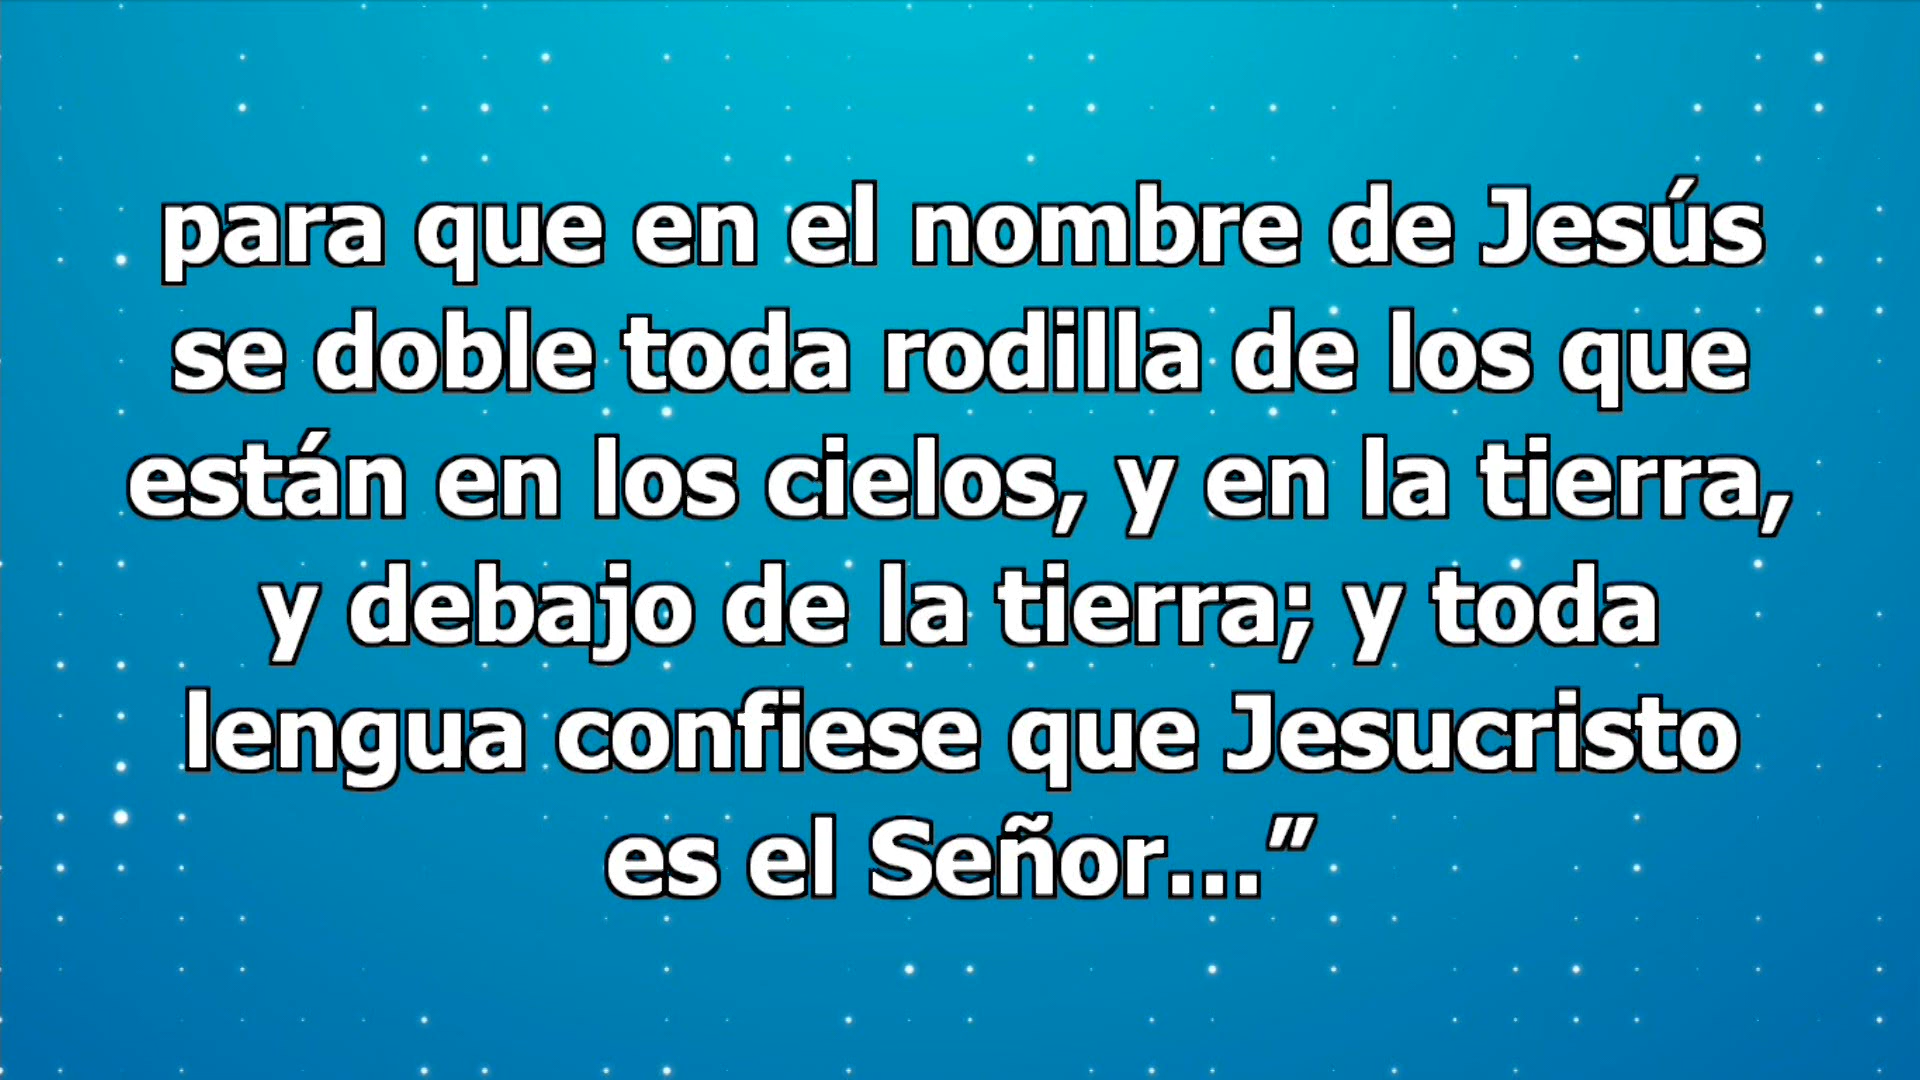 para que en el nombre de Jesús
se doble toda rodilla de los que
están en los cielos, y en la tierra,
y debajo de la tierra; y toda
lengua confiese que Jesucristo
es el Señor...”